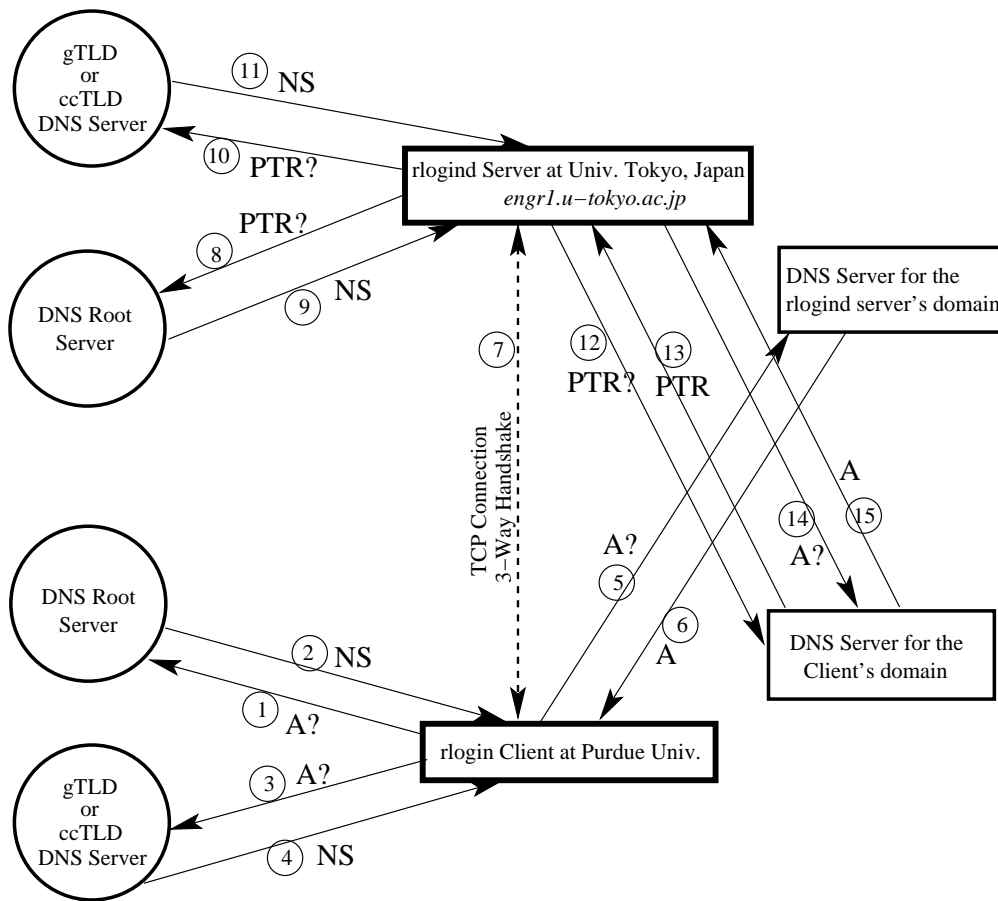 gTLD
or
ccTLD
DNS Server
11 NS
10
PTR?
rlogind Server at Univ. Tokyo, Japan
engr1.u−tokyo.ac.jp
PTR?
8
9 NS
DNS Root
Server
DNS Server for the
rlogind server's domain
7
12
PTR?
13
PTR
TCP Connection
3−Way Handshake
A
14
15
A?
A?
5
6
A
DNS Root
Server
2 NS
1
A?
DNS Server for the
Client's domain
rlogin Client at Purdue Univ.
3 A?
gTLD
or
ccTLD
DNS Server
4 NS